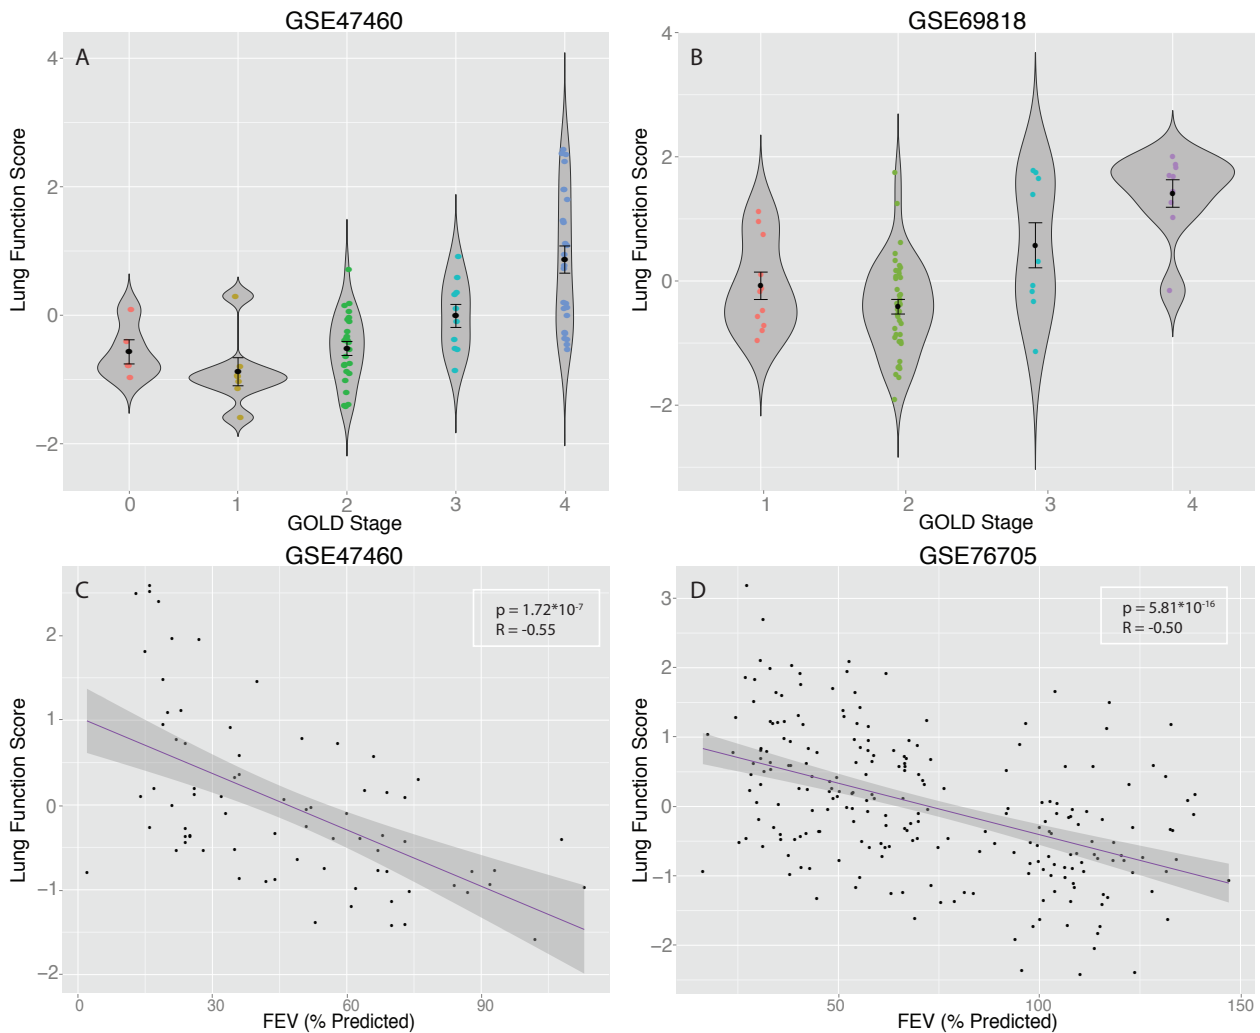 GSE47460
A
Lung Function Score
4
2
0
−2
0 1 2 3 4
GOLD Stage
GSE69818
B
Lung Function Score
4
2
0
−2
1 2 3 4
GOLD Stage
GSE47460
C
p = 1.72*10⁻⁷
R = -0.55
Lung Function Score
2
1
0
−1
−2
0 30 60 90
FEV (% Predicted)
GSE76705
D
p = 5.81*10⁻¹⁶
R = -0.50
Lung Function Score
3
2
1
0
−1
−2
50 100 150
FEV (% Predicted)